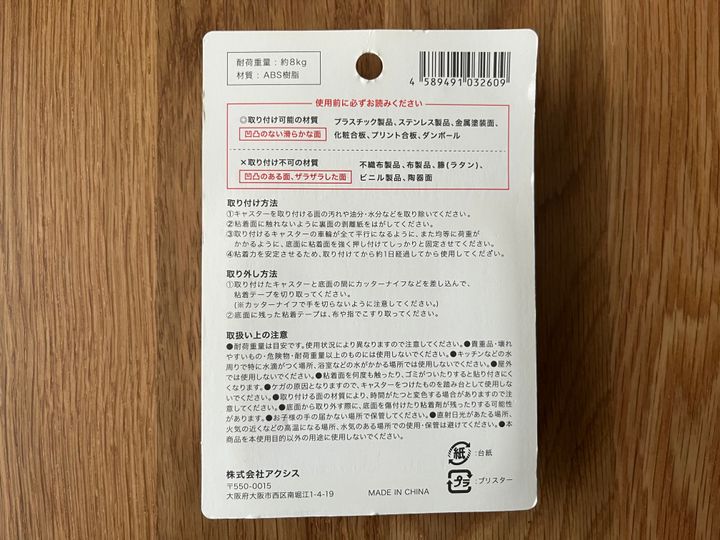 耐荷重量：約8kg
材質：ABS樹脂
4 589491 032609
使用前に必ずお読みください
◎取り付け可能の材質
凹凸のない滑らかな面
プラスチック製品、ステンレス製品、金属塗装面、
化粧合板、プリント合板、ダンボール
×取り付け不可の材質
凹凸のある面、ザラザラした面
不織布製品、布製品、籐(ラタン)、
ビニル製品、陶器面
取り付け方法
①キャスターを取り付ける面の汚れや油分・水分などを取り除いてください。
②粘着面に触れないように裏面の剥離紙をはがしてください。
③取り付けるキャスターの車輪が全て平行になるように、また均等に荷重が
かかるように、底面に粘着面を強く押し付けてしっかりと固定させてください。
④粘着力を安定させるため、取り付けてから約1日経過してから使用してください。
取り外し方法
①取り付けたキャスターと底面の間にカッターナイフなどを差し込んで、
粘着テープを切り取ってください。
(※カッターナイフで手を切らないように注意してください。)
②底面に残った粘着テープは、布や指でこすり取ってください。
取扱い上の注意
●耐荷重量は目安です。使用状況により異なりますので注意してください。●貴重品・壊れ
やすいもの・危険物・耐荷重量以上のものには使用しないでください。●キッチンなどの水
周りで特に水滴がつく場所、浴室などの水がかかる場所では使用しないでください。●屋外
では使用しないでください。●粘着面を何度も触ったり、ゴミがついたりすると貼り付きにく
くなります。●ケガの原因となりますので、キャスターをつけたものを踏み台として使用しな
いでください。●取り付ける面の材質により、時間がたつと変色する場合がありますので注
意してください。●底面から取り外す際に、底面を傷付けたり粘着剤が残ったりする可能性
があります。●お子様の手の届かない場所で保管してください。●直射日光があたる場所、
火気の近くなどの高温になる場所、水気のある場所での使用・保管は避けてください。●本
商品を本使用目的以外の用途に使用しないでください。
紙：台紙
プラ：ブリスター
株式会社アクシス
〒550-0015
大阪府大阪市西区南堀江1-4-19
MADE IN CHINA